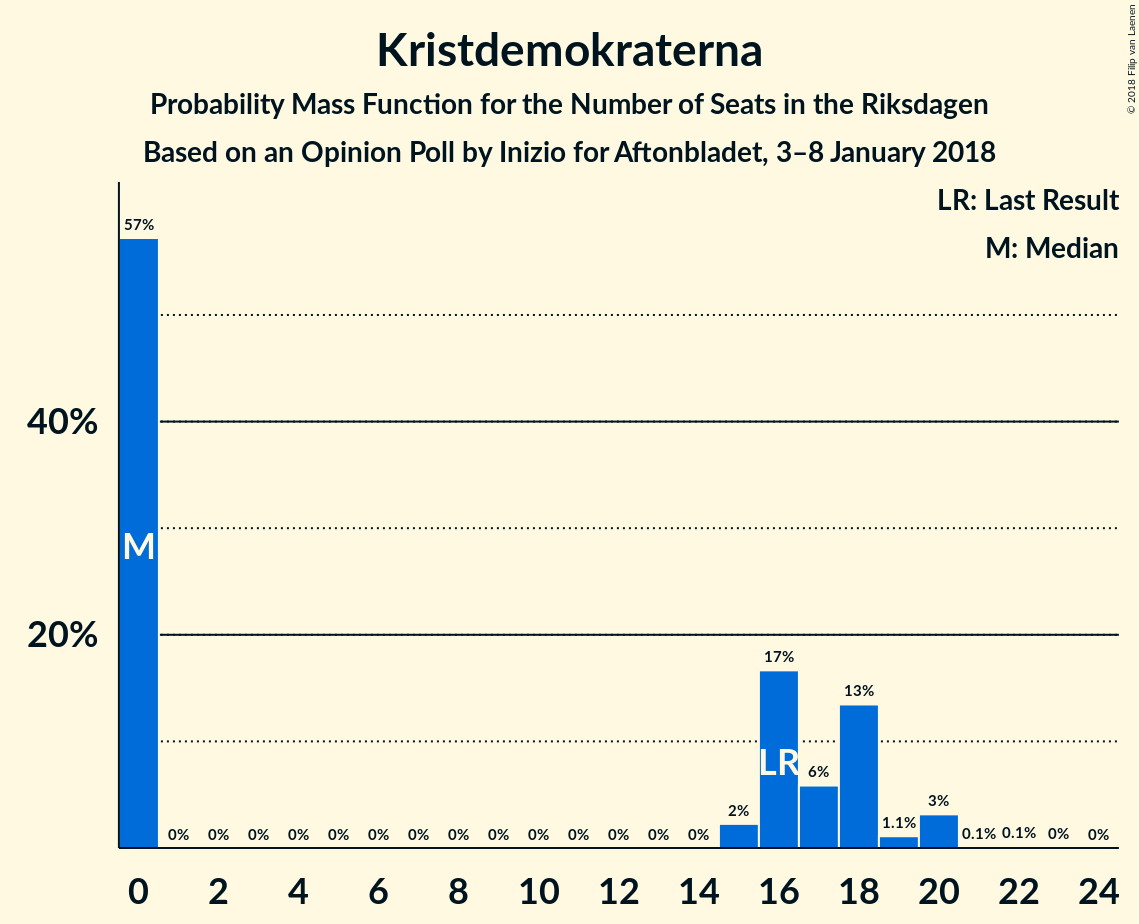 Kristdemokraterna
Probability Mass Function for the Number of Seats in the Riksdagen
Based on an Opinion Poll by Inizio for Aftonbladet, 3–8 January 2018
© 2018 Filip van Laenen
LR: Last Result
M: Median
57%
40%
M
20%
17%
13%
LR
6%
3%
2%
1.1%
0% 0% 0% 0% 0% 0% 0% 0% 0% 0% 0% 0% 0% 0% 0.1% 0.1% 0% 0%
0 2 4 6 8 10 12 14 16 18 20 22 24